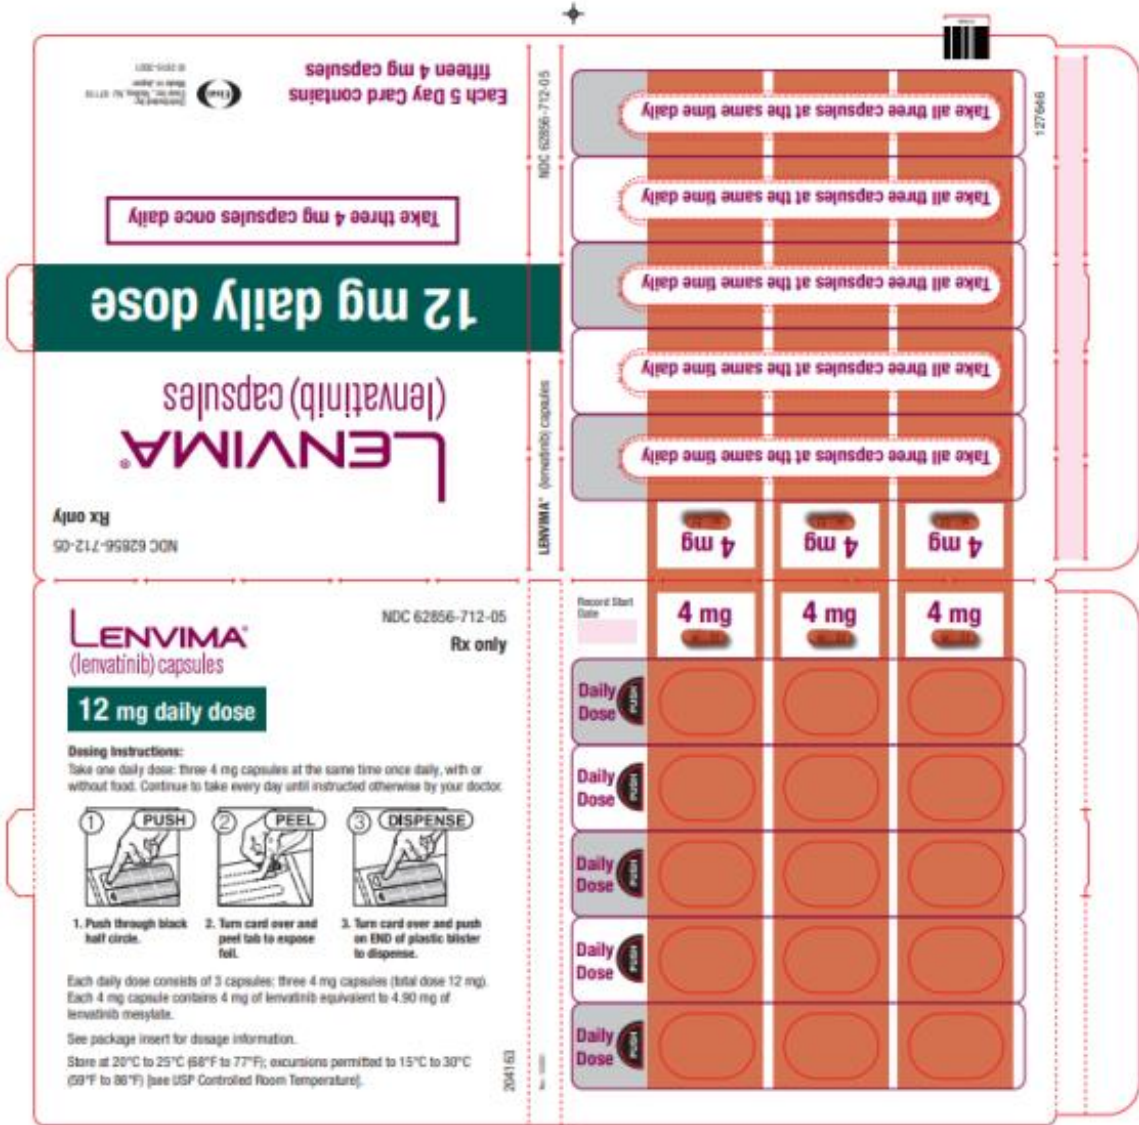 Each 5 Day Card contains
fifteen 4 mg capsules
Eisai
Distributed by:
Eisai Inc., Nutley, NJ 07110
Made in Japan
© 2015-2021
Take three 4 mg capsules once daily
12 mg daily dose
LENVIMA®
(lenvatinib) capsules
Rx only
NDC 62856-712-05
NDC 62856-712-05
LENVIMA® (lenvatinib) capsules
127646
Take all three capsules at the same time daily
Take all three capsules at the same time daily
Take all three capsules at the same time daily
Take all three capsules at the same time daily
Take all three capsules at the same time daily
4 mg 4 mg 4 mg
LENVIMA®
(lenvatinib) capsules
NDC 62856-712-05
Rx only
12 mg daily dose
Dosing Instructions:
Take one daily dose: three 4 mg capsules at the same time once daily, with or
without food. Continue to take every day until instructed otherwise by your doctor.
1 PUSH
2 PEEL
3 DISPENSE
1. Push through black
half circle.
2. Turn card over and
peel tab to expose
foil.
3. Turn card over and push
on END of plastic blister
to dispense.
Each daily dose consists of 3 capsules: three 4 mg capsules (total dose 12 mg).
Each 4 mg capsule contains 4 mg of lenvatinib equivalent to 4.90 mg of
lenvatinib mesylate.
See package insert for dosage information.
Store at 20°C to 25°C (68°F to 77°F); excursions permitted to 15°C to 30°C
(59°F to 86°F) [see USP Controlled Room Temperature].
204163
Record Start
Date
4 mg 4 mg 4 mg
Daily
Dose
PUSH
Daily
Dose
PUSH
Daily
Dose
PUSH
Daily
Dose
PUSH
Daily
Dose
PUSH